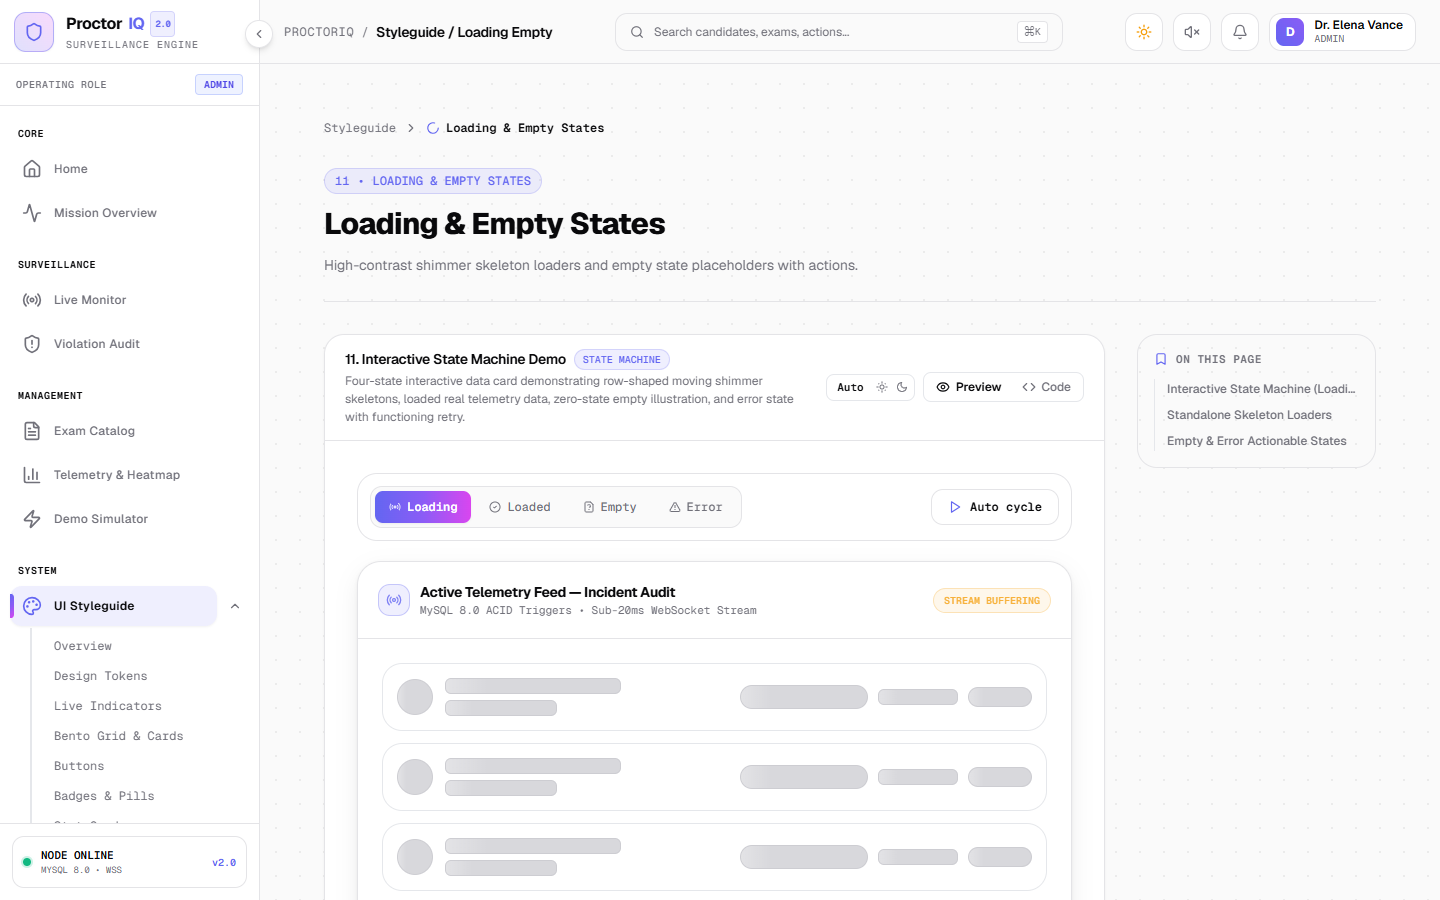 Proctor IQ 2.0
SURVEILLANCE ENGINE
OPERATING ROLE
ADMIN
CORE
Home
Mission Overview
SURVEILLANCE
Live Monitor
Violation Audit
MANAGEMENT
Exam Catalog
Telemetry & Heatmap
Demo Simulator
SYSTEM
UI Styleguide
Overview
Design Tokens
Live Indicators
Bento Grid & Cards
Buttons
Badges & Pills
NODE ONLINE
MYSQL 8.0 • WSS
v2.0
PROCTORIQ / Styleguide / Loading Empty
Search candidates, exams, actions...
⌘K
D
Dr. Elena Vance
ADMIN
Styleguide
Loading & Empty States
11 • LOADING & EMPTY STATES
Loading & Empty States
High-contrast shimmer skeleton loaders and empty state placeholders with actions.
11. Interactive State Machine Demo
STATE MACHINE
Four-state interactive data card demonstrating row-shaped moving shimmer
skeletons, loaded real telemetry data, zero-state empty illustration, and error state
with functioning retry.
Auto
Preview
Code
Loading
Loaded
Empty
Error
Auto cycle
Active Telemetry Feed — Incident Audit
MySQL 8.0 ACID Triggers • Sub-20ms WebSocket Stream
STREAM BUFFERING
ON THIS PAGE
Interactive State Machine (Loadi...
Standalone Skeleton Loaders
Empty & Error Actionable States